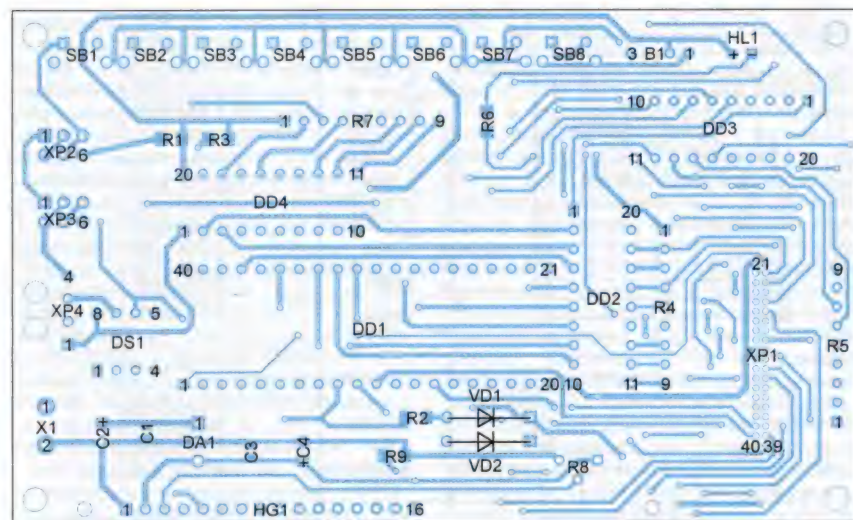 SB1 SB2 SB3 SB4 SB5 SB6 SB7 SB8 3 B1 1 + HL1
10 1
1 R7 9 R6 DD3
1 R1 R3
XP2 6 20 11 11 20
1 DD4
XP3 6 1 20
1 10 1
40 21 21 9
4
XP4 8 5 DD1 DD2 R4
DS1 XP1 R5
1
1 4
1 20 10 11 9
1 VD1 1
X1 C2+ C1 1 R2
2 DA1 C3 +C4 R9 VD2 R8 40 39
1 HG1 16